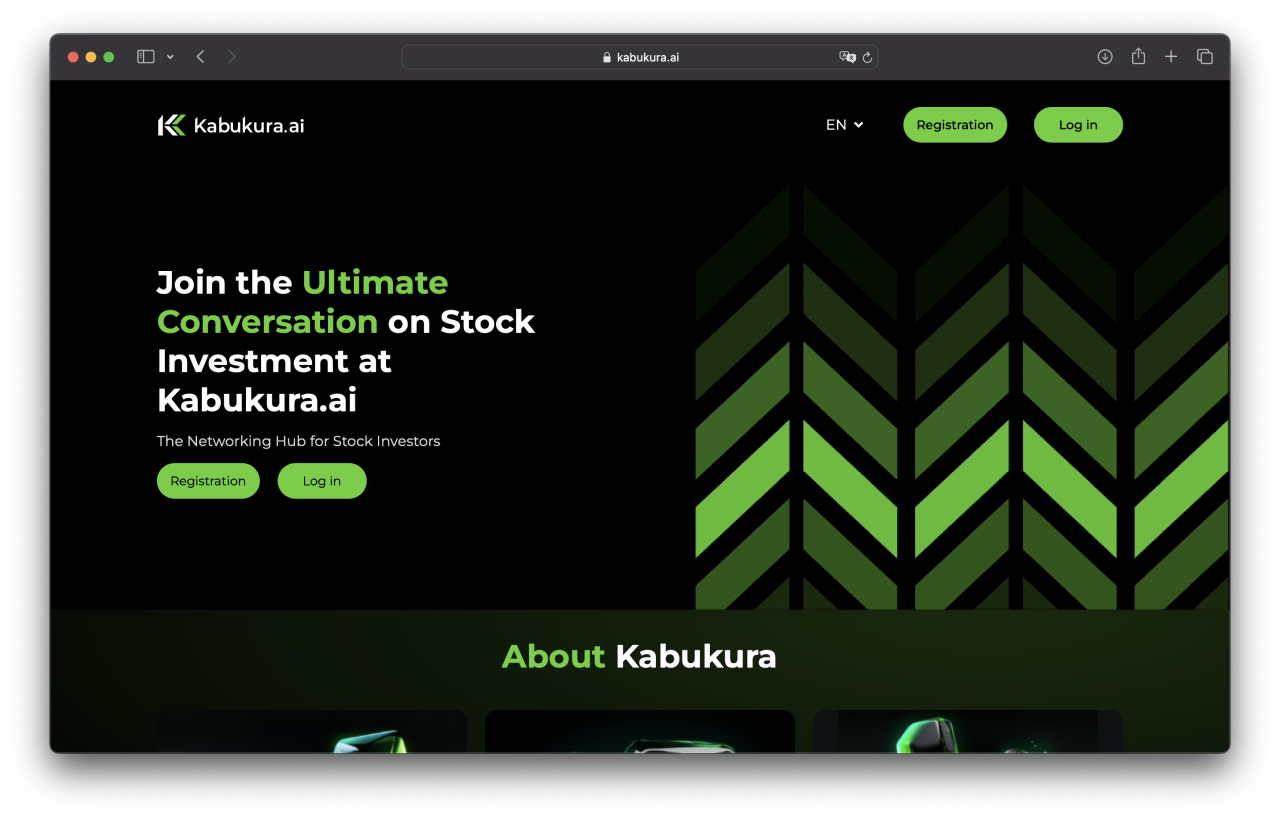 kabukura.ai
Kabukura.ai
EN
Registration
Log in
Join the Ultimate
Conversation on Stock
Investment at
Kabukura.ai
The Networking Hub for Stock Investors
Registration
Log in
About Kabukura